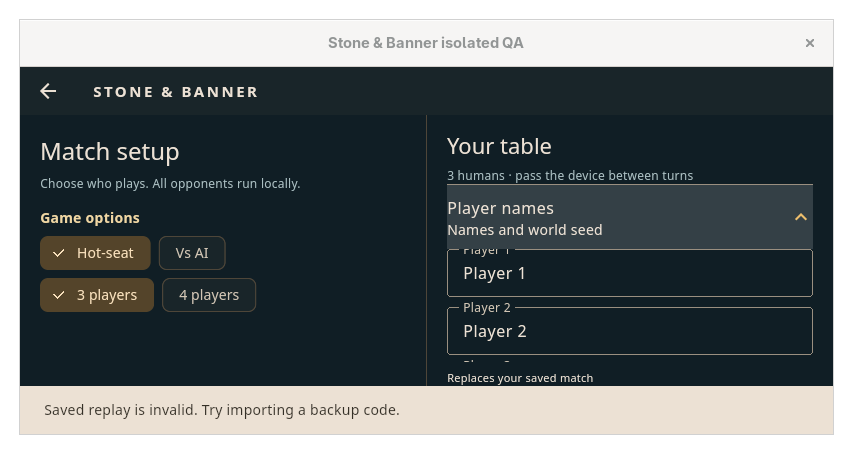 Stone & Banner isolated QA
STONE & BANNER
Match setup
Choose who plays. All opponents run locally.
Game options
Hot-seat
Vs AI
3 players
4 players
Your table
3 humans · pass the device between turns
Player names
Names and world seed
Player 1
Player 1
Player 2
Player 2
Replaces your saved match
Saved replay is invalid. Try importing a backup code.